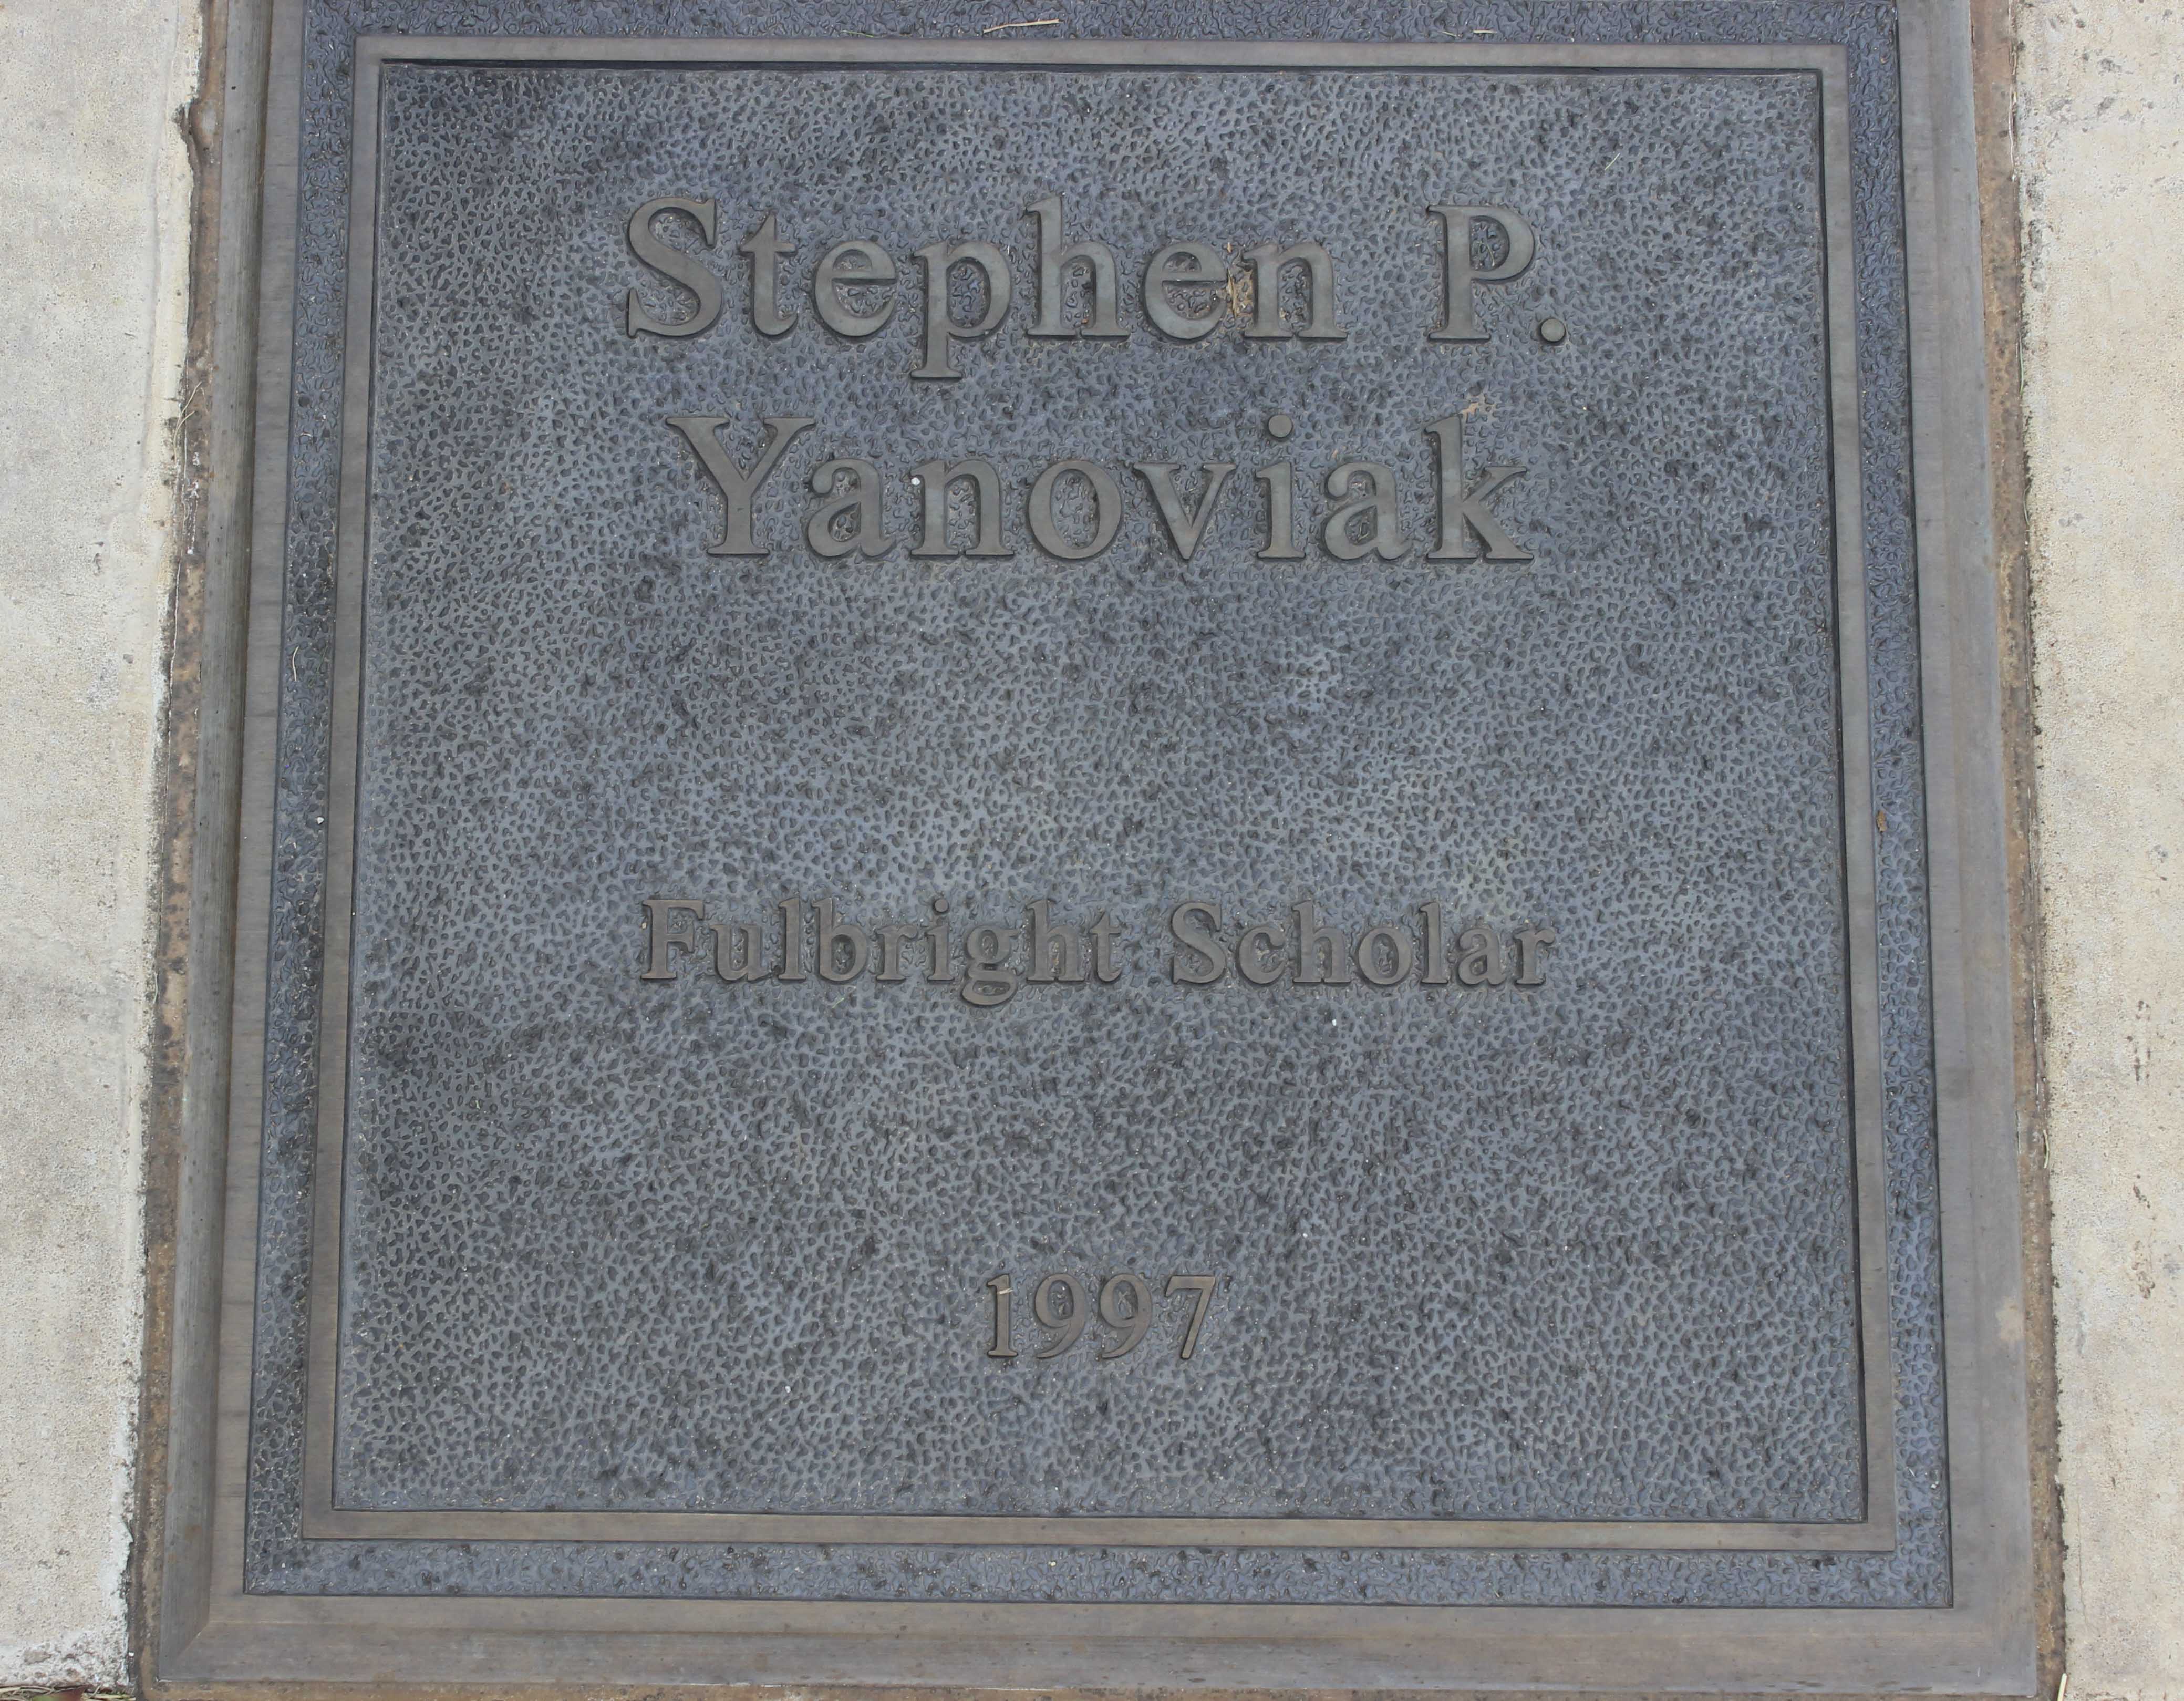 Stephen P.
Yanoviak
Fulbright Scholar
1997